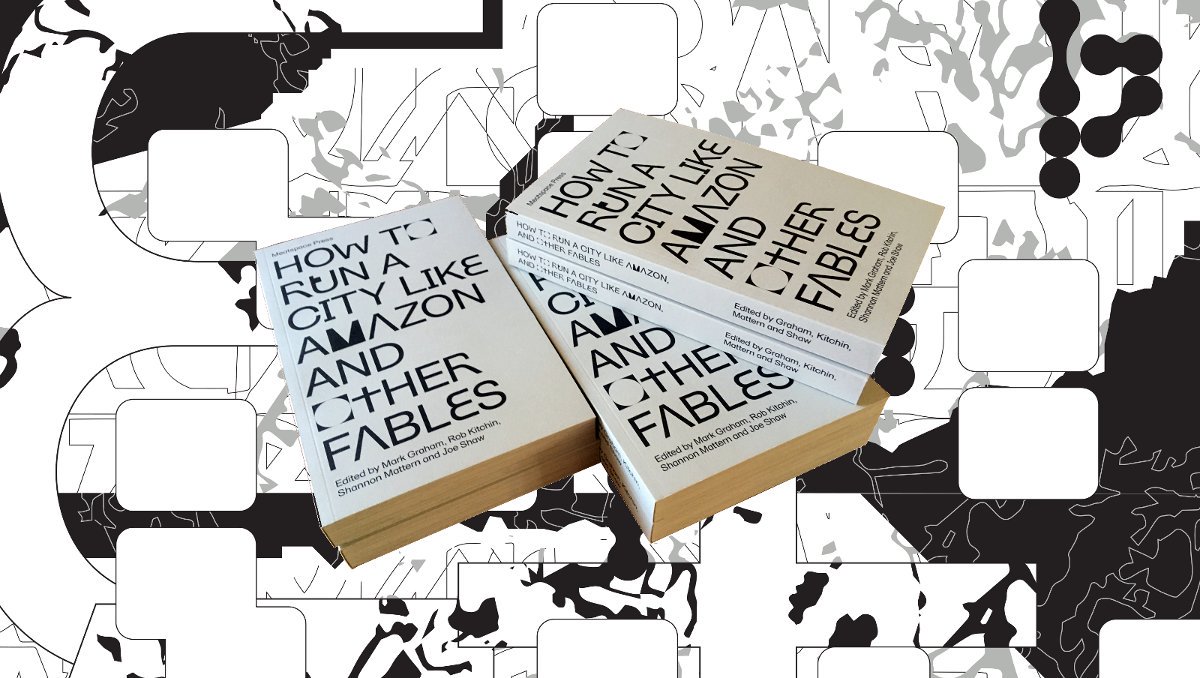 Meatspace Press
HOW TO
RUN A
CITY LIKE
AMAZON
AND
OTHER
FABLES
Edited by Mark Graham, Rob Kitchin,
Shannon Mattern and Joe Shaw
Meatspace Press
HOW TO
RUN A
CITY LIKE
AMAZON
AND
OTHER
FABLES
Edited by Mark Graham, Rob Kitchin,
Shannon Mattern and Joe Shaw
HOW TO RUN A CITY LIKE AMAZON,
AND OTHER FABLES
Edited by Graham, Kitchin,
Mattern and Shaw
HOW TO RUN A CITY LIKE AMAZON,
AND OTHER FABLES
Edited by Graham, Kitchin,
Mattern and Shaw
AND
OTHER
FABLES
Edited by Mark Graham, Rob Kitchin,
Shannon Mattern and Joe Shaw